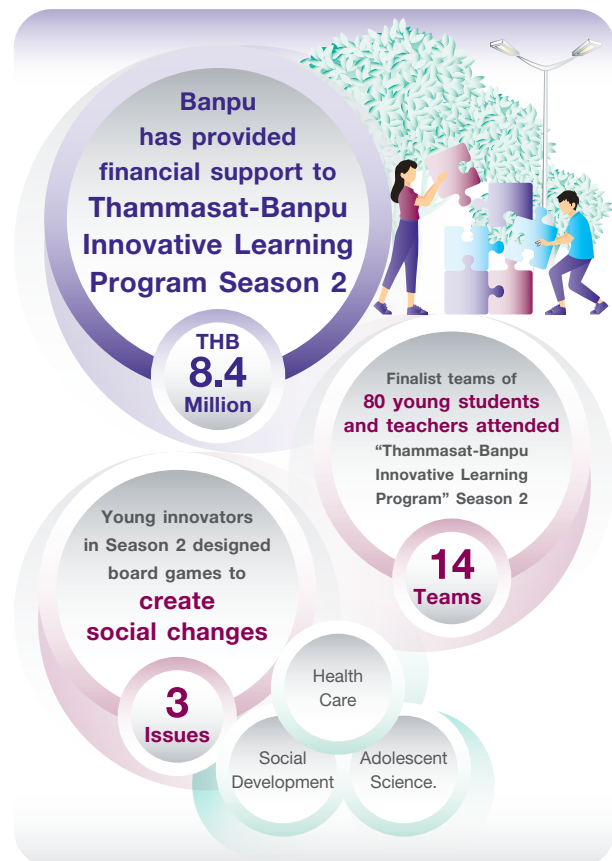 Banpu
has provided
financial support to
Thammasat-Banpu
Innovative Learning
Program Season 2
THB
8.4
Million
Finalist teams of
80 young students
and teachers attended
“Thammasat-Banpu
Innovative Learning
Program” Season 2
14
Teams
Young innovators
in Season 2 designed
board games to
create
social changes
3
Issues
Health
Care
Social
Development
Adolescent
Science.